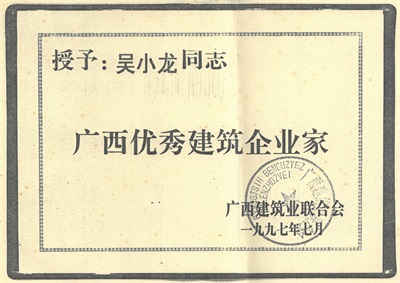 授予：吴小龙同志
广西优秀建筑企业家
广西建筑业联合会
一九九七年七月